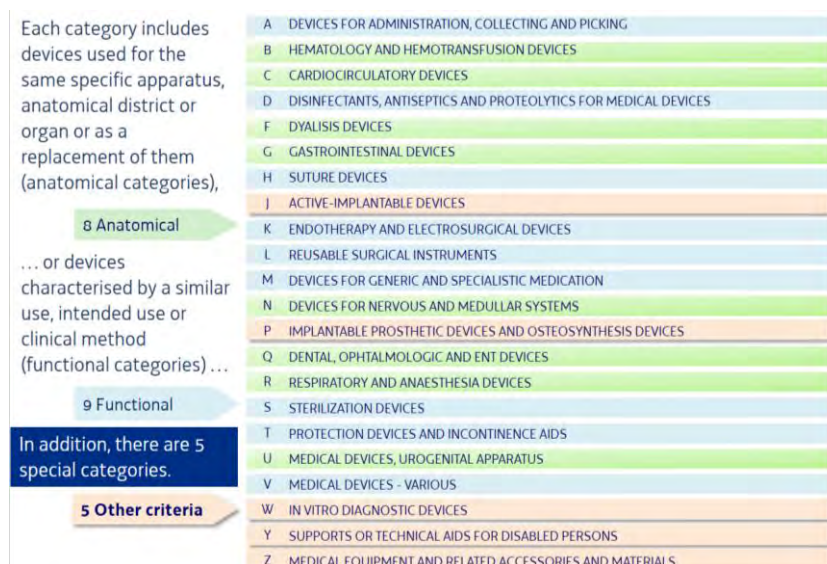 Each category includes
devices used for the
same specific apparatus,
anatomical district or
organ or as a
replacement of them
(anatomical categories),
8 Anatomical
… or devices
characterised by a similar
use, intended use or
clinical method
(functional categories) …
9 Functional
In addition, there are 5
special categories.
5 Other criteria
A DEVICES FOR ADMINISTRATION, COLLECTING AND PICKING
B HEMATOLOGY AND HEMOTRANSFUSION DEVICES
C CARDIOCIRCULATORY DEVICES
D DISINFECTANTS, ANTISEPTICS AND PROTEOLYTICS FOR MEDICAL DEVICES
F DYALISIS DEVICES
G GASTROINTESTINAL DEVICES
H SUTURE DEVICES
J ACTIVE-IMPLANTABLE DEVICES
K ENDOTHERAPY AND ELECTROSURGICAL DEVICES
L REUSABLE SURGICAL INSTRUMENTS
M DEVICES FOR GENERIC AND SPECIALISTIC MEDICATION
N DEVICES FOR NERVOUS AND MEDULLAR SYSTEMS
P IMPLANTABLE PROSTHETIC DEVICES AND OSTEOSYNTHESIS DEVICES
Q DENTAL, OPHTALMOLOGIC AND ENT DEVICES
R RESPIRATORY AND ANAESTHESIA DEVICES
S STERILIZATION DEVICES
T PROTECTION DEVICES AND INCONTINENCE AIDS
U MEDICAL DEVICES, UROGENITAL APPARATUS
V MEDICAL DEVICES - VARIOUS
W IN VITRO DIAGNOSTIC DEVICES
Y SUPPORTS OR TECHNICAL AIDS FOR DISABLED PERSONS
Z MEDICAL EQUIPMENT AND RELATED ACCESSORIES AND MATERIALS